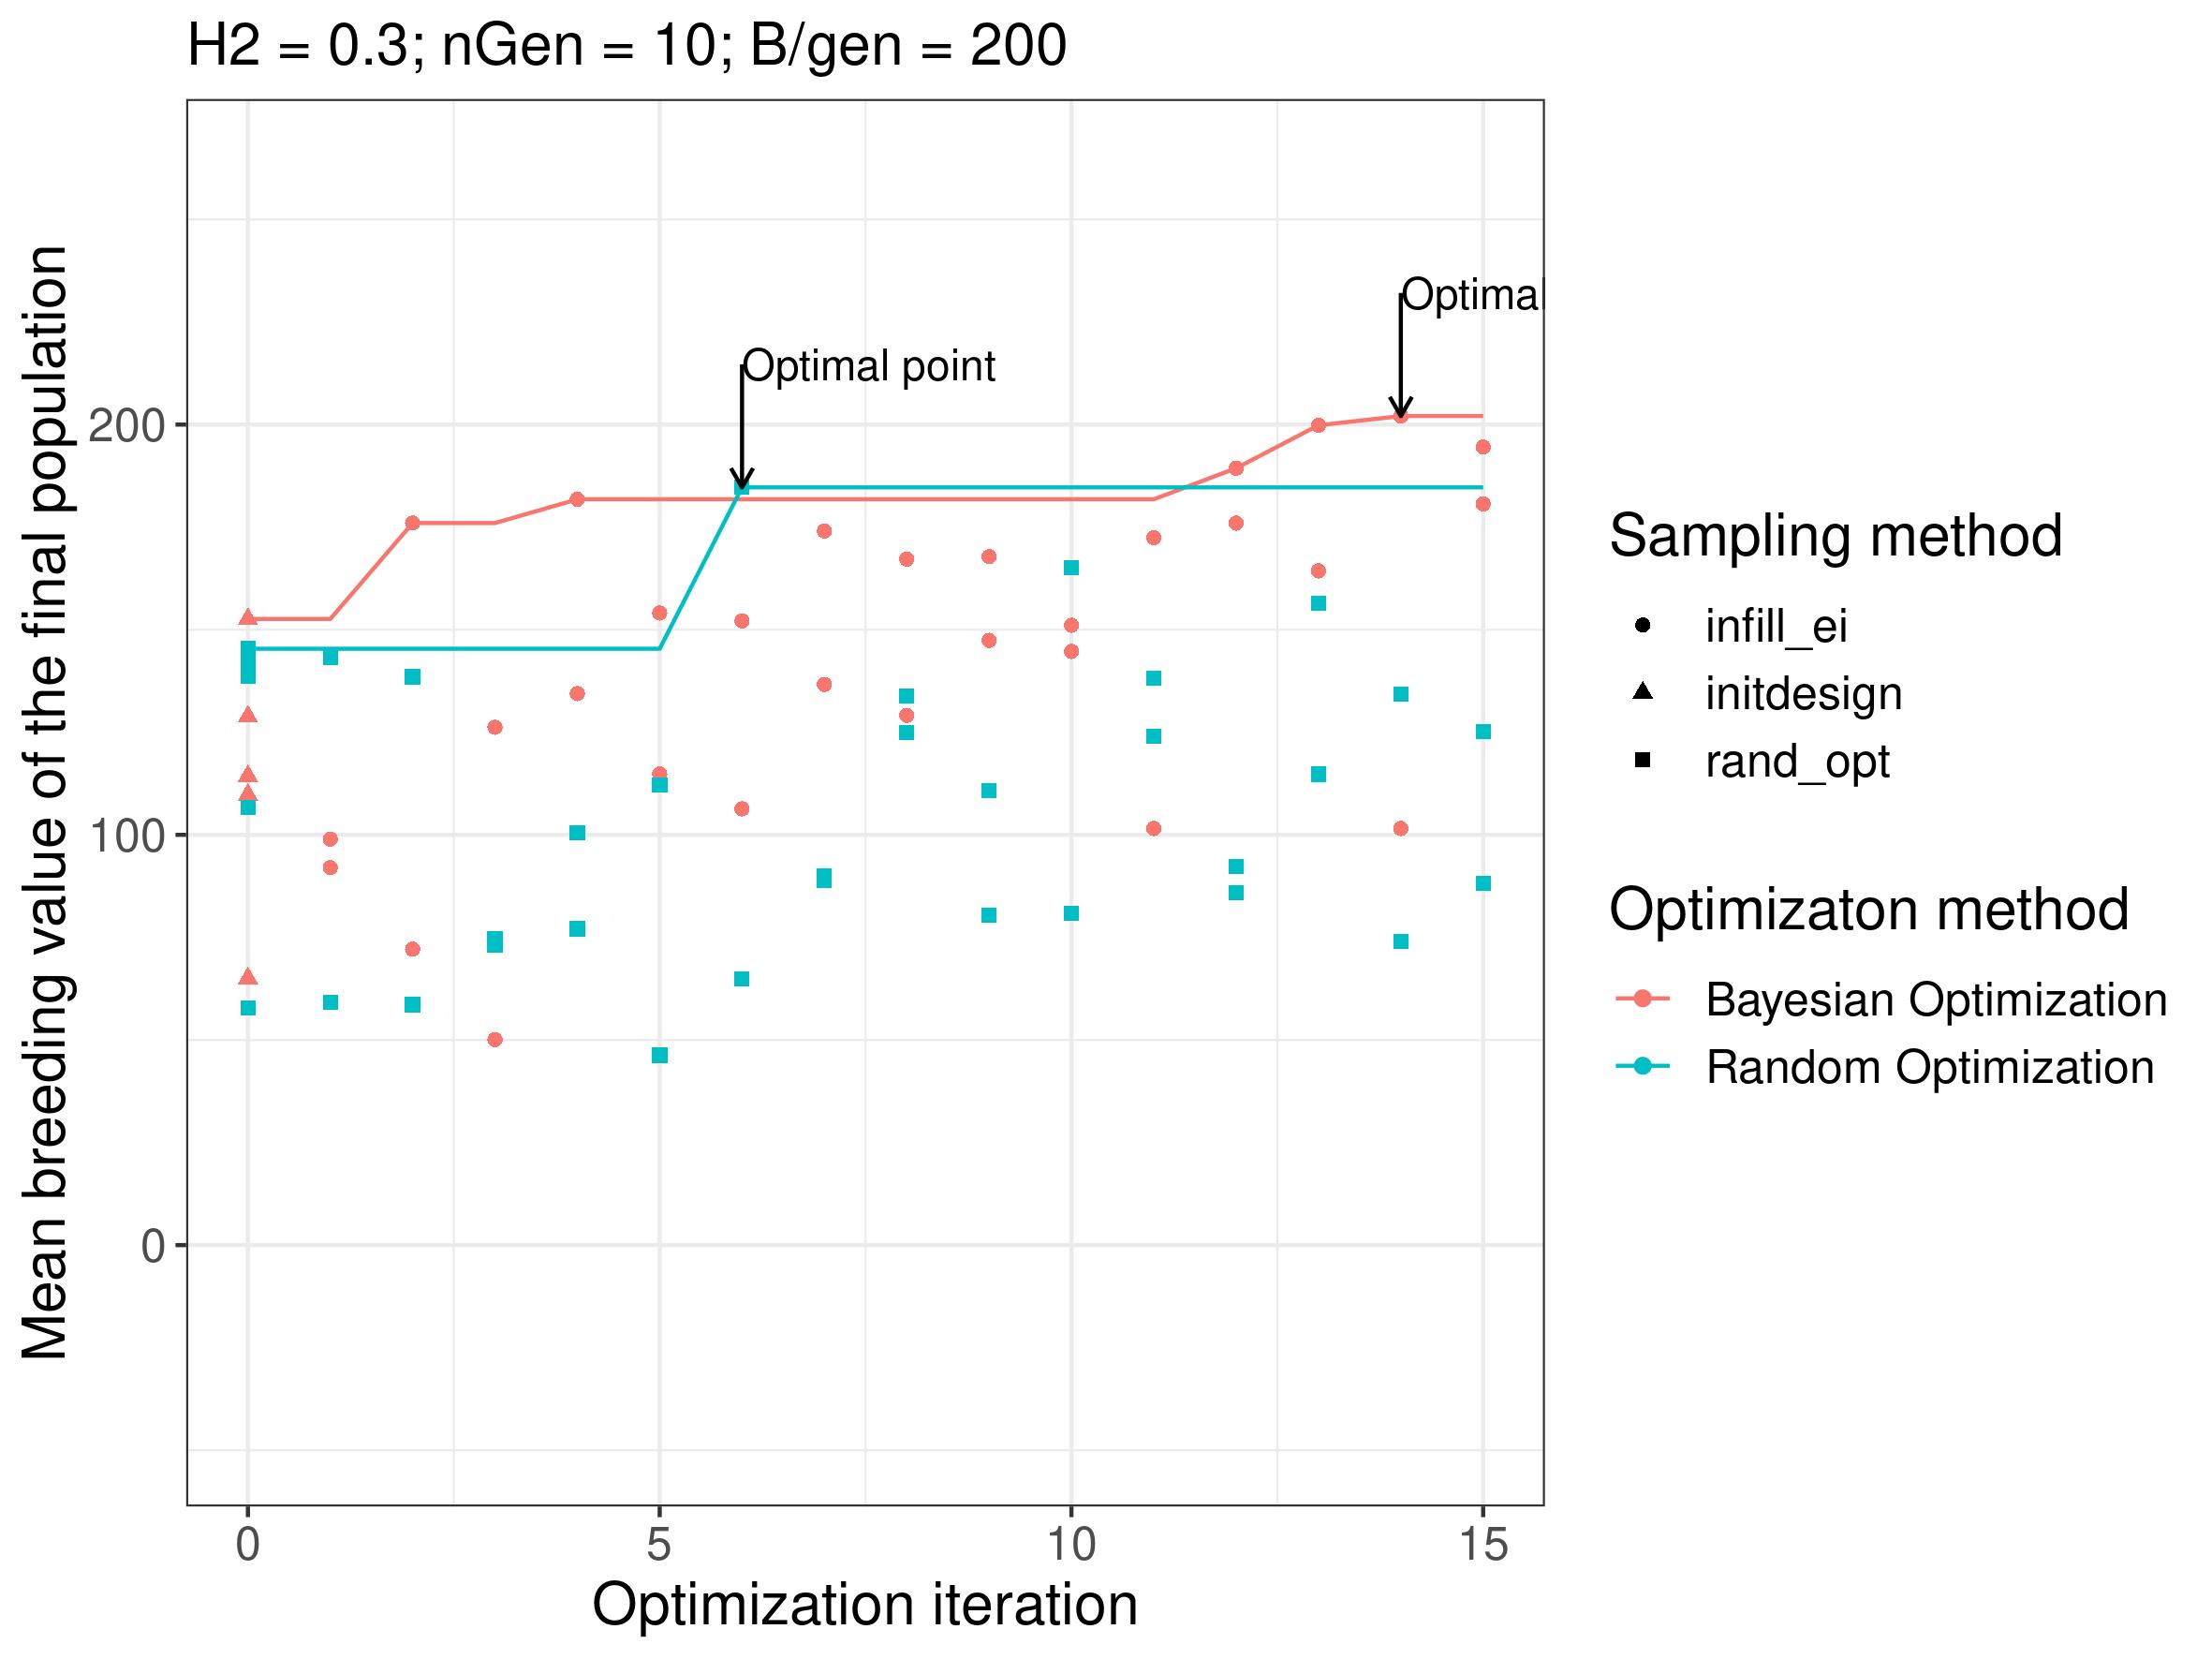 H2 = 0.3; nGen = 10; B/gen = 200
Mean breeding value of the final population
200
100
0
Optimal point
Optimal
0
5
10
15
Optimization iteration
Sampling method
infill_ei
initdesign
rand_opt
Optimizaton method
Bayesian Optimization
Random Optimization